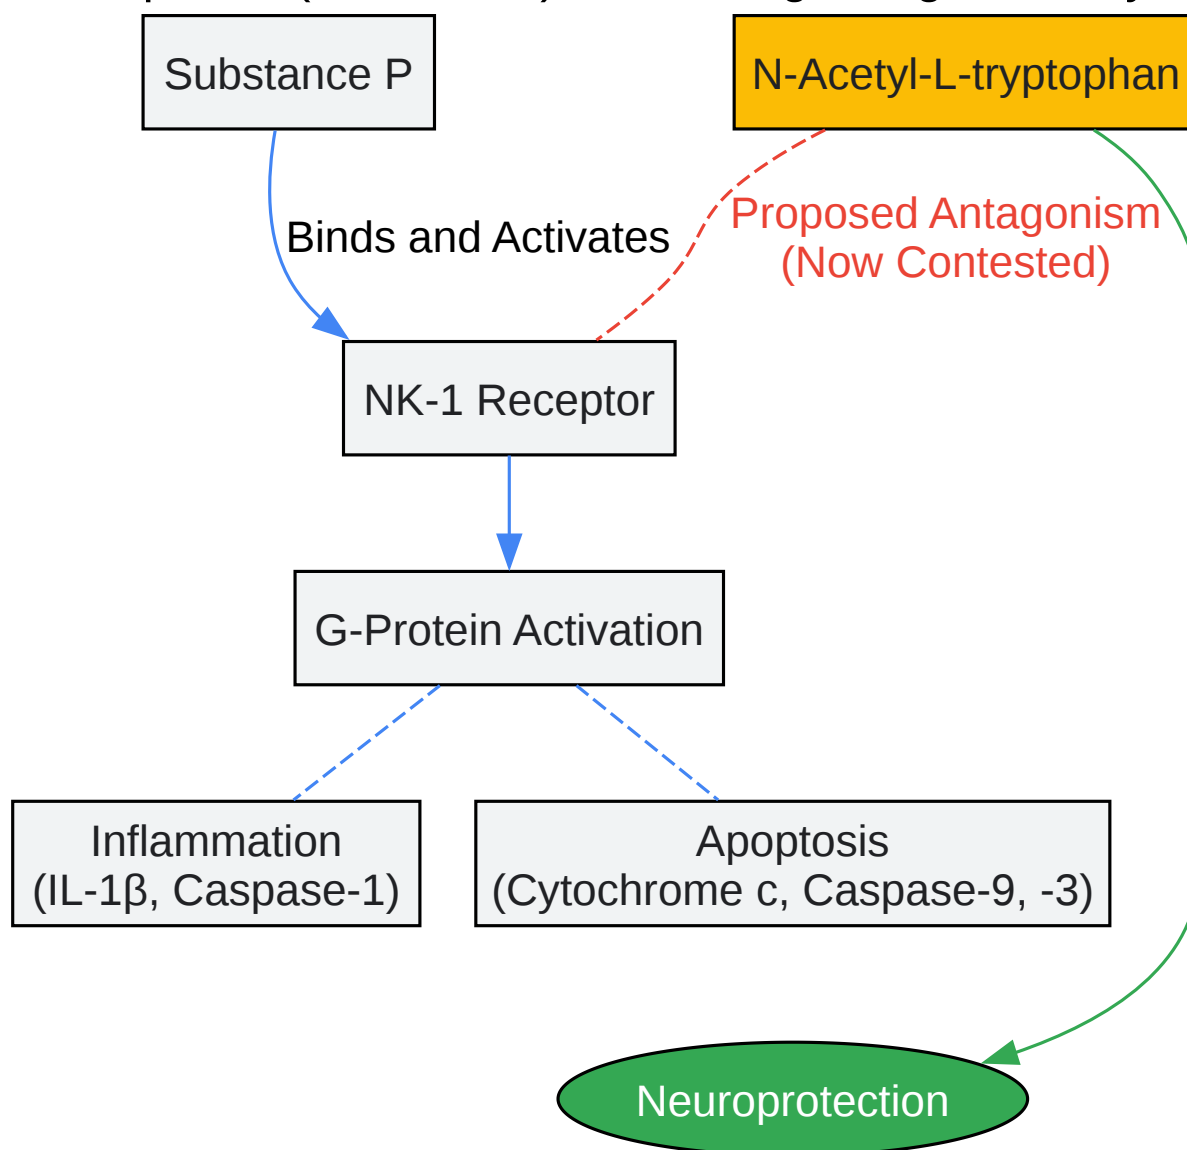 Substance P
N-Acetyl-L-tryptophan
Binds and Activates
Proposed Antagonism
(Now Contested)
NK-1 Receptor
G-Protein Activation
Inflammation
(IL-1β, Caspase-1)
Apoptosis
(Cytochrome c, Caspase-9, -3)
Neuroprotection